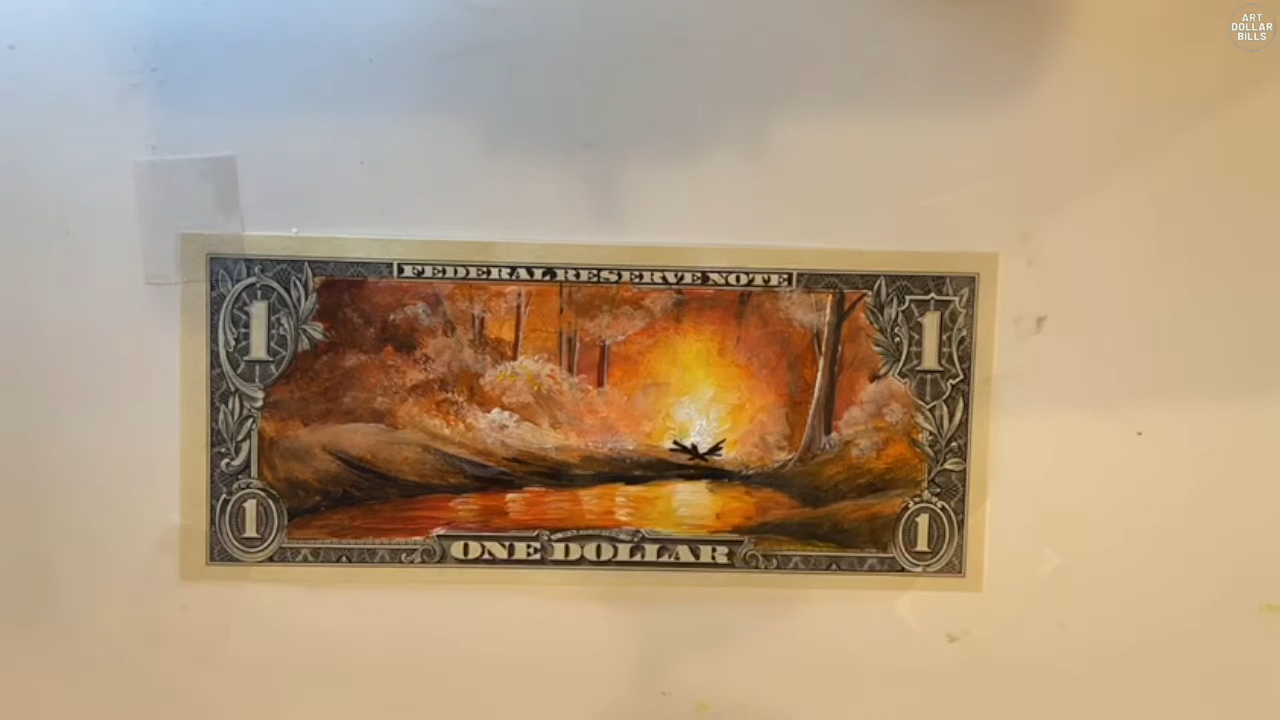 ART
DOLLAR
BILLS
FEDERAL RESERVE NOTE
1
1
1
ONE DOLLAR
1